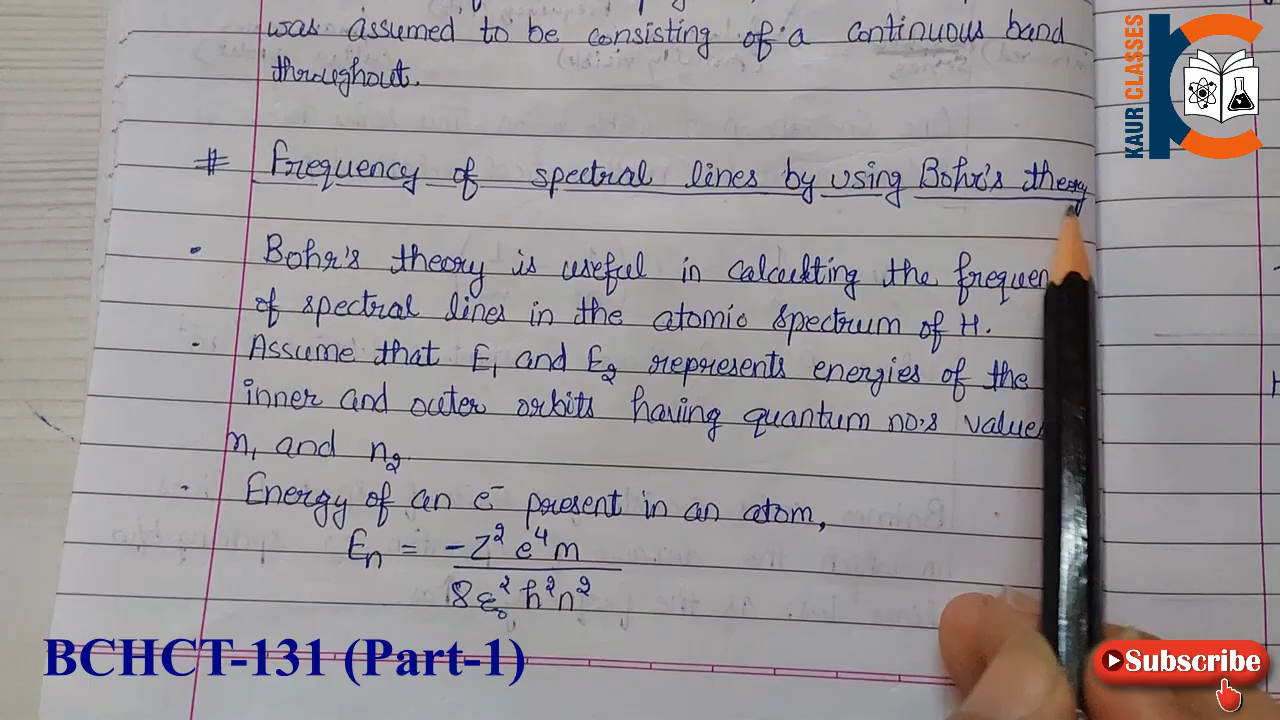 was assumed to be consisting of a continuous band
throughout.
# Frequency of spectral lines by using Bohr's theory
· Bohr's theory is useful in calculting the frequen
of spectral lines in the atomic spectrum of H.
· Assume that E₁ and E₂ represents energies of the
inner and outer orbits having quantum no.s value
n₁ and n₂.
· Energy of an e⁻ present in an atom,
Eₙ = -Z²e⁴m / 8ε₀²ħ²n²
KAUR CLASSES
BCHCT-131 (Part-1)
Subscribe